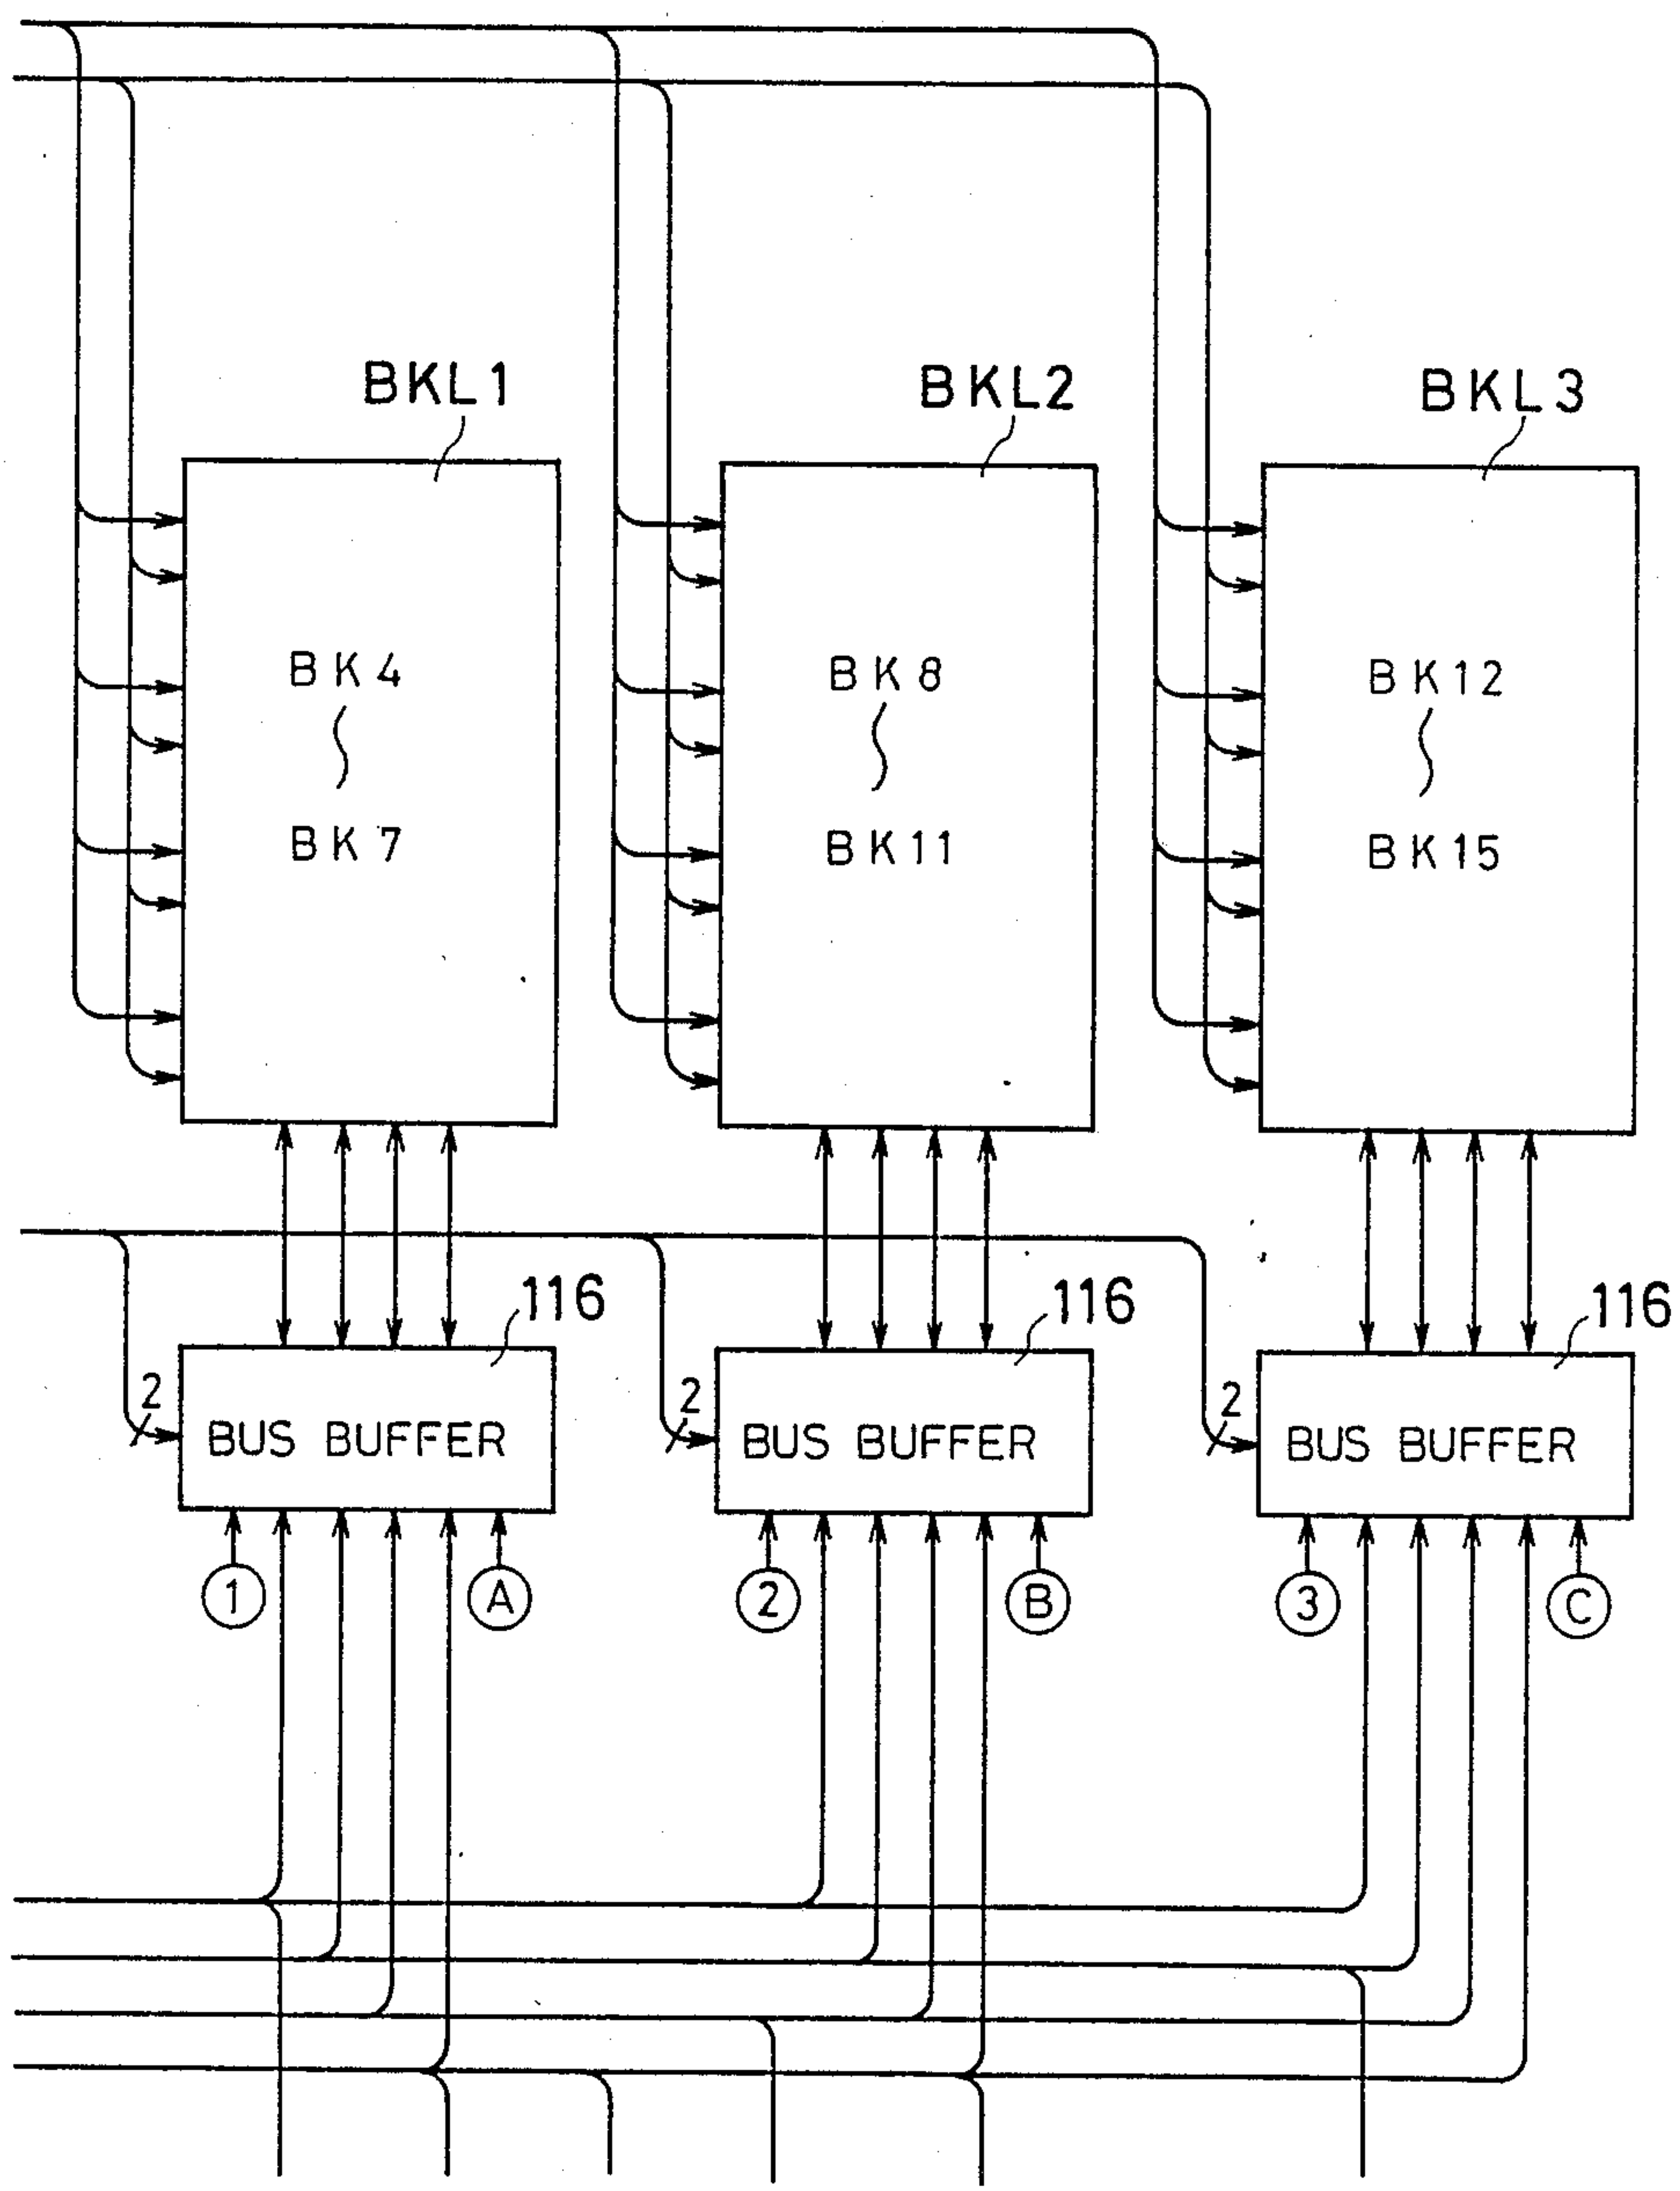 BKL1 BKL2 BKL3
BK4 BK8 BK12
BK7 BK11 BK15
116 116 116
2 2 2
BUS BUFFER BUS BUFFER BUS BUFFER
1 A 2 B 3 C